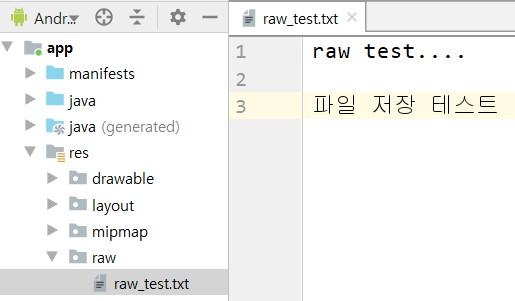 Andr...
raw_test.txt
app
manifests
java
java (generated)
res
drawable
layout
mipmap
raw
raw_test.txt
1 raw test....
2
3 파일 저장 테스트